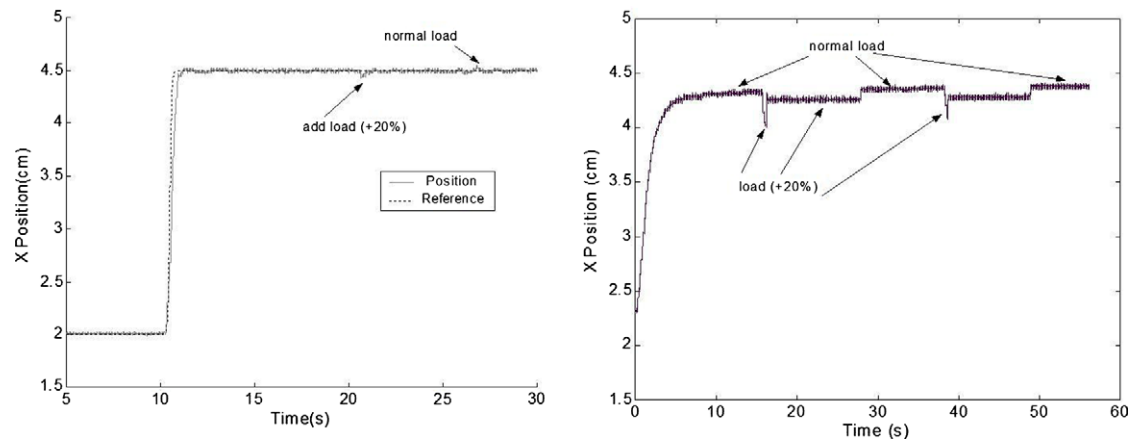 5
4.5
4
3.5
3
2.5
2
1.5
X Position(cm)
normal load
add load (+20%)
Position
Reference
5
10
15
20
25
30
Time(s)
5
4.5
4
3.5
3
2.5
2
1.5
X Position (cm)
normal load
load (+20%)
0
10
20
30
40
50
60
Time (s)